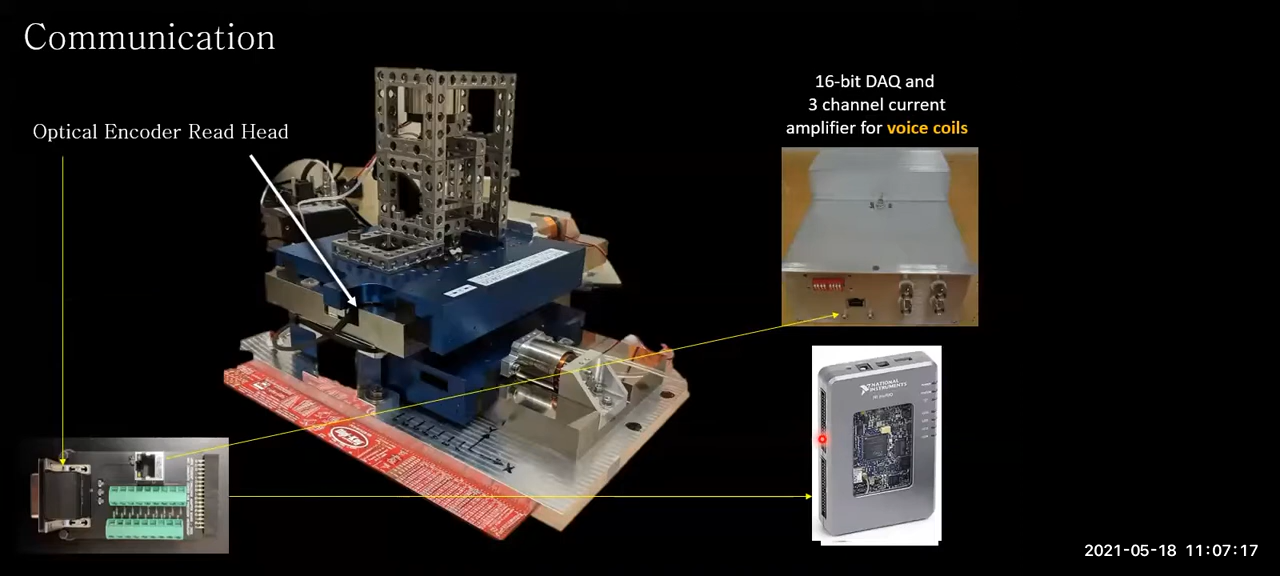 Communication
Optical Encoder Read Head
16-bit DAQ and
3 channel current
amplifier for voice coils
NATIONAL
INSTRUMENTS
X
2021-05-18 11:07:17